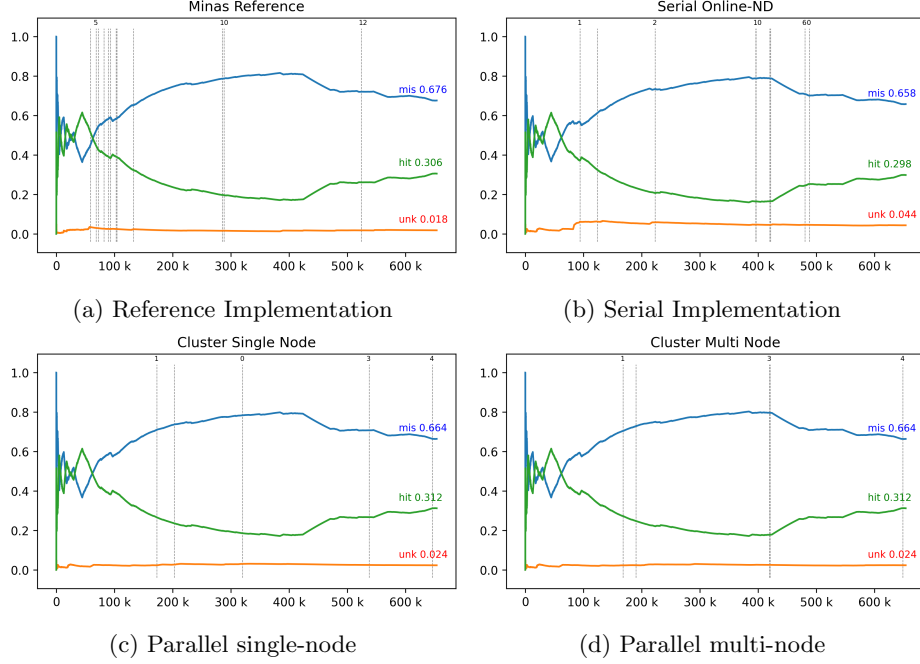 Minas Reference
5 10 12
1.0
0.8
mis 0.676
0.6
0.4
hit 0.306
0.2
unk 0.018
0.0
0 100 k 200 k 300 k 400 k 500 k 600 k
(a) Reference Implementation
Serial Online-ND
1 2 10 60
1.0
0.8
mis 0.658
0.6
0.4
hit 0.298
0.2
unk 0.044
0.0
0 100 k 200 k 300 k 400 k 500 k 600 k
(b) Serial Implementation
Cluster Single Node
1 0 3 4
1.0
0.8
mis 0.664
0.6
0.4
hit 0.312
0.2
unk 0.024
0.0
0 100 k 200 k 300 k 400 k 500 k 600 k
(c) Parallel single-node
Cluster Multi Node
1 3 4
1.0
0.8
mis 0.664
0.6
0.4
hit 0.312
0.2
unk 0.024
0.0
0 100 k 200 k 300 k 400 k 500 k 600 k
(d) Parallel multi-node